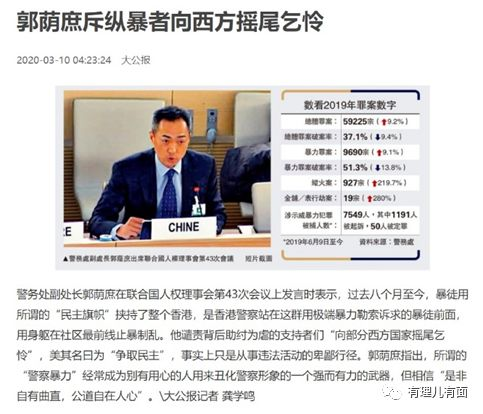 郭荫庶斥纵暴者向西方摇尾乞怜
2020-03-10 04:23:24 大公报
CHINE
▲警務處副處長郭蔭庶出席聯合國人權理事會第43次會議 短片截圖
數看2019年罪案數字
總體罪案： 59225宗（↑9.2%）
總體罪案破案率： 37.1%（↓9.4%）
暴力罪案： 9690宗（↑9.1%）
暴力罪案破案率： 51.3%（↓13.8%）
縱火案： 927宗（↑219.7%）
金舖／表行劫案： 19宗（↑280%）
涉示威暴力犯罪被捕人數*： 7549人，其中1191人被起訴，50人被定罪
*2019年6月9日至今 資料來源：警務處
警务处副处长郭荫庶在联合国人权理事会第43次会议上发言时表示，过去八个月至今，暴徒用
所谓的“民主旗帜”挟持了整个香港，是香港警察站在这群用极端暴力勒索诉求的暴徒前面，
用身躯在社区最前线止暴制乱。他谴责背后助纣为虐的支持者们“向部分西方国家摇尾乞
怜”，美其名曰为“争取民主”，事实上只是从事违法活动的卑鄙行径。郭荫庶指出，所谓的
“警察暴力”经常成为别有用心的人用来丑化警察形象的一个强而有力的武器，但相信“是非
自有曲直，公道自在人心”。\大公报记者 龚学鸣
有理儿有面